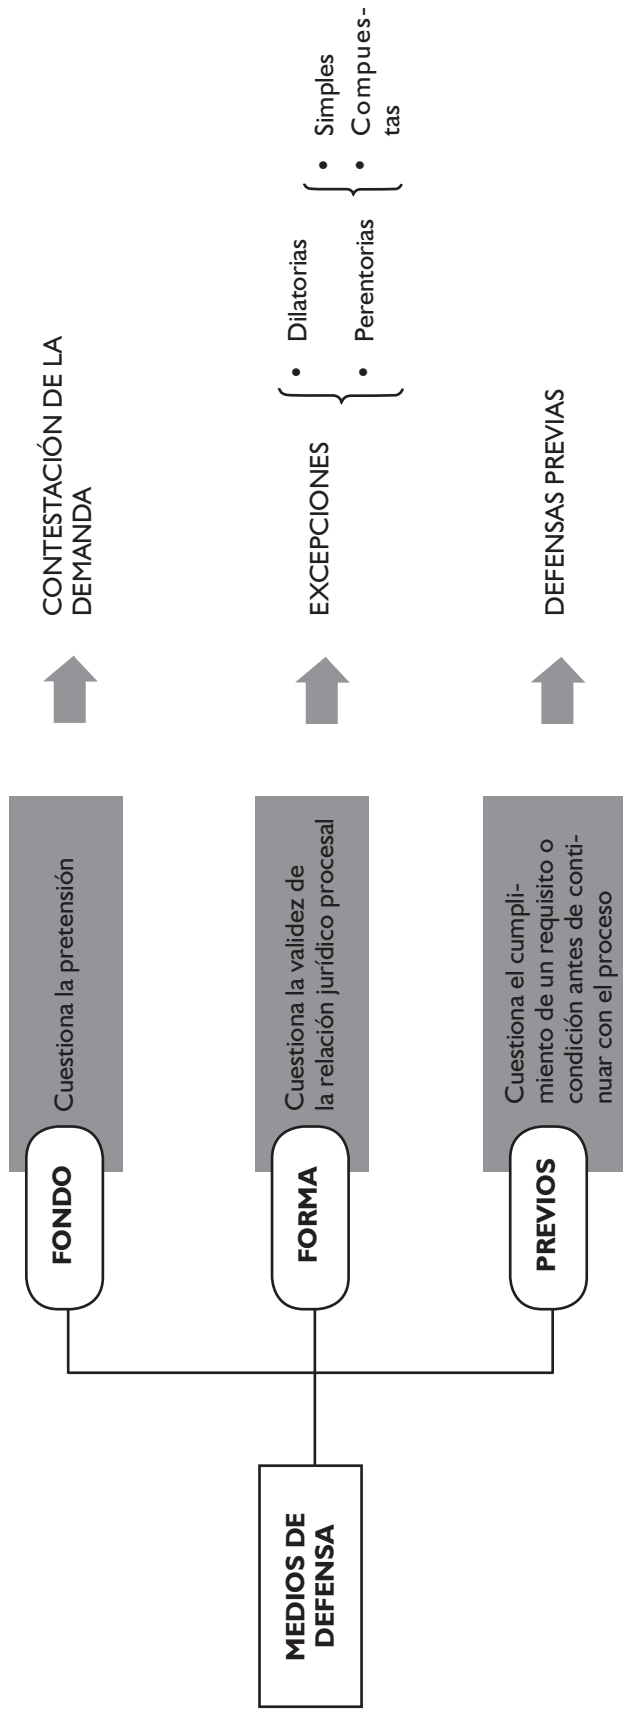 MEDIOS DE
DEFENSA
FONDO
Cuestiona la pretensión
CONTESTACIÓN DE LA
DEMANDA
FORMA
Cuestiona la validez de
la relación jurídico procesal
EXCEPCIONES
• Dilatorias
• Perentorias
• Simples
• Compues-
tas
PREVIOS
Cuestiona el cumpli-
miento de un requisito o
condición antes de conti-
nuar con el proceso
DEFENSAS PREVIAS